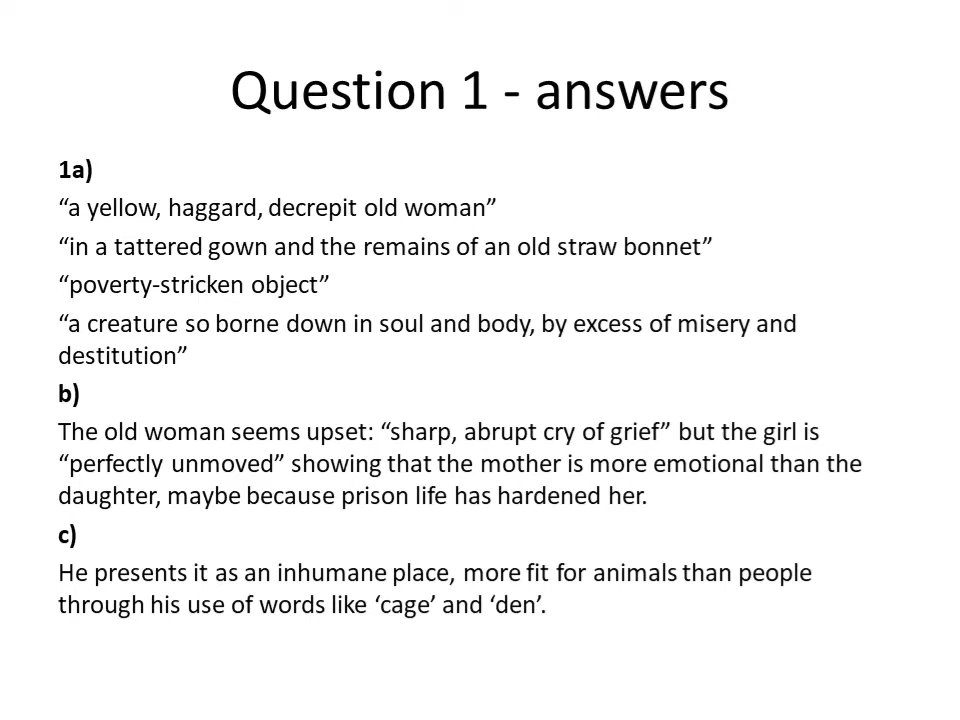 Question 1 - answers
1a)
“a yellow, haggard, decrepit old woman”
“in a tattered gown and the remains of an old straw bonnet”
“poverty-stricken object”
“a creature so borne down in soul and body, by excess of misery and
destitution”
b)
The old woman seems upset: “sharp, abrupt cry of grief” but the girl is
“perfectly unmoved” showing that the mother is more emotional than the
daughter, maybe because prison life has hardened her.
c)
He presents it as an inhumane place, more fit for animals than people
through his use of words like ‘cage’ and ‘den’.